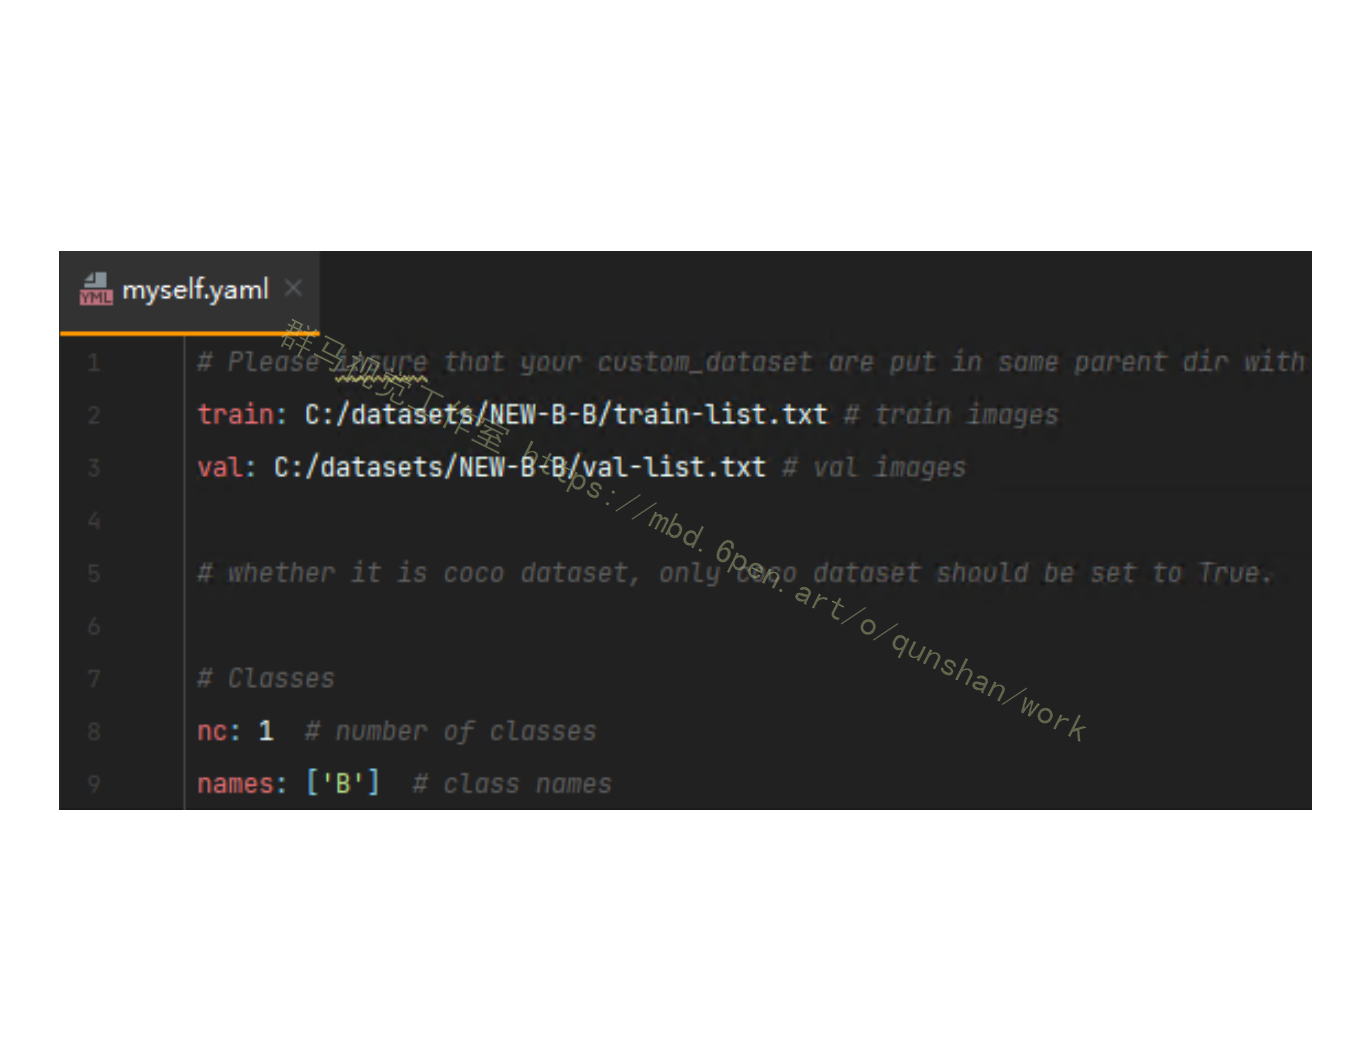 YML myself.yaml ×
1 # Please insure that your custom_dataset are put in same parent dir with
2 train: C:/datasets/NEW-B-B/train-list.txt # train images
3 val: C:/datasets/NEW-B-B/val-list.txt # val images
4
5 # whether it is coco dataset, only coco dataset should be set to True.
6
7 # Classes
8 nc: 1 # number of classes
9 names: ['B'] # class names
群马视觉工作室 https://mbd.6pen.art/o/qunshan/work